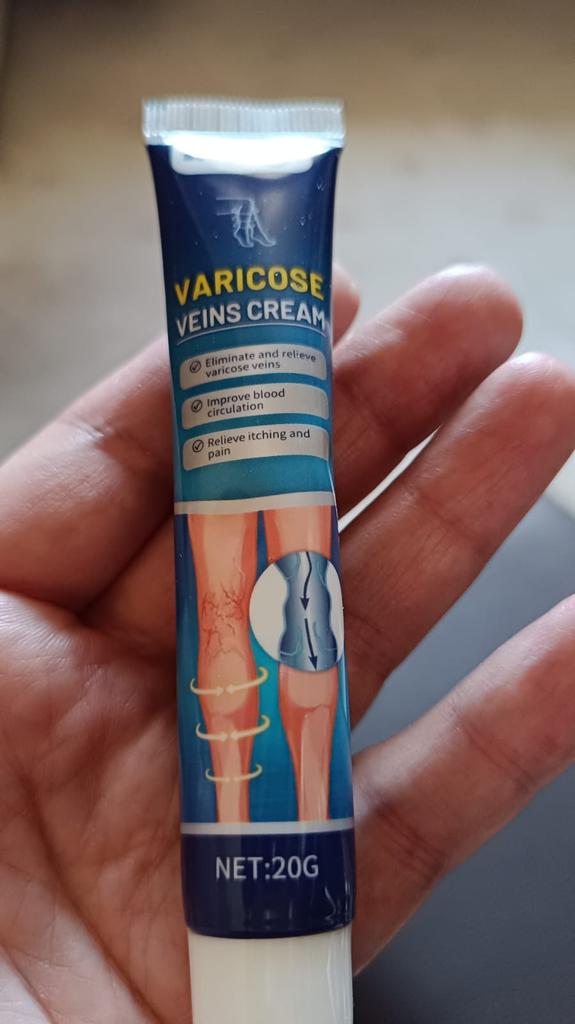 VARICOSE
VEINS CREAM
Eliminate and relieve
varicose veins
Improve blood
circulation
Relieve itching and
pain
NET:20G